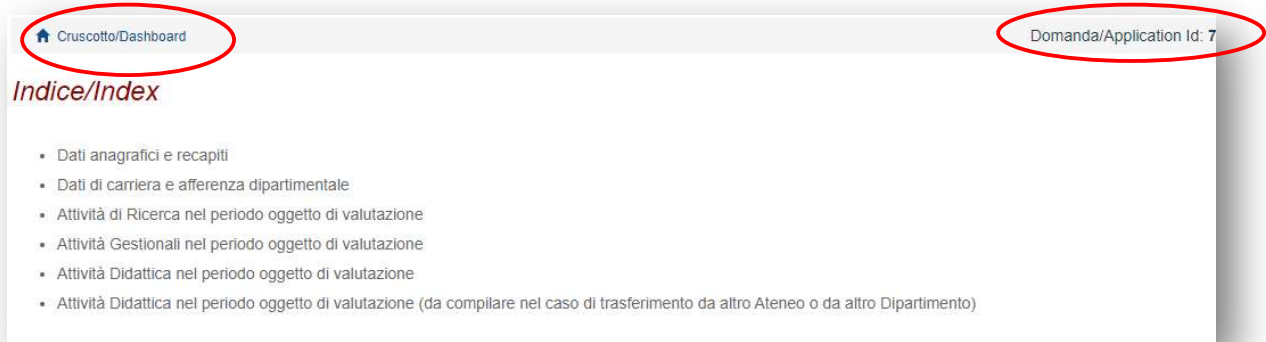 Cruscotto/Dashboard
Domanda/Application Id: 7
Indice/Index
Dati anagrafici e recapiti
Dati di carriera e afferenza dipartimentale
Attività di Ricerca nel periodo oggetto di valutazione
Attività Gestionali nel periodo oggetto di valutazione
Attività Didattica nel periodo oggetto di valutazione
Attività Didattica nel periodo oggetto di valutazione (da compilare nel caso di trasferimento da altro Ateneo o da altro Dipartimento)